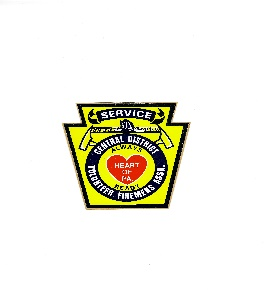 SERVICE
CENTRAL DISTRICT
ALWAYS
HEART
OF
PA.
READY
VOLUNTEER FIREMENS ASSN.